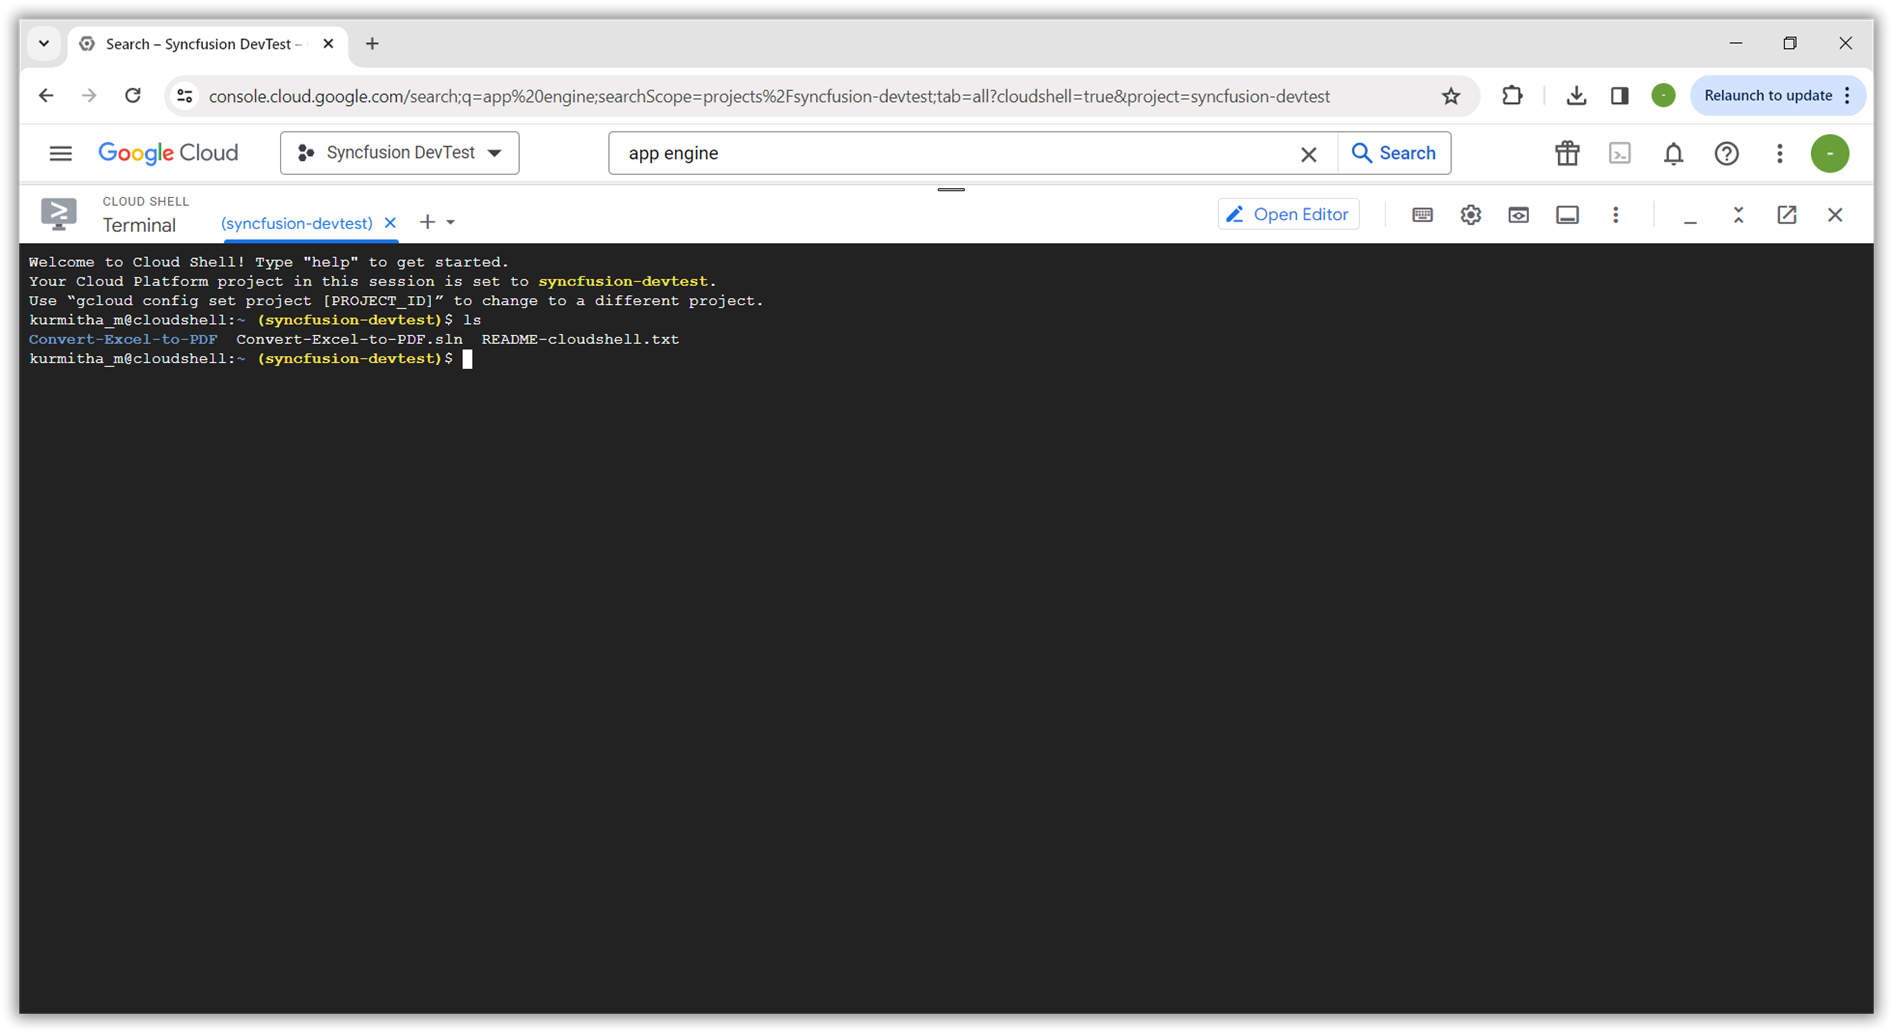 Search – Syncfusion DevTest –
console.cloud.google.com/search;q=app%20engine;searchScope=projects%2Fsyncfusion-devtest;tab=all?cloudshell=true&project=syncfusion-devtest
Relaunch to update
Google Cloud
Syncfusion DevTest
app engine
Search
CLOUD SHELL
Terminal
(syncfusion-devtest)
Open Editor
Welcome to Cloud Shell! Type "help" to get started.
Your Cloud Platform project in this session is set to syncfusion-devtest.
Use “gcloud config set project [PROJECT_ID]” to change to a different project.
kurmitha_m@cloudshell:~ (syncfusion-devtest)$ ls
Convert-Excel-to-PDF  Convert-Excel-to-PDF.sln  README-cloudshell.txt
kurmitha_m@cloudshell:~ (syncfusion-devtest)$